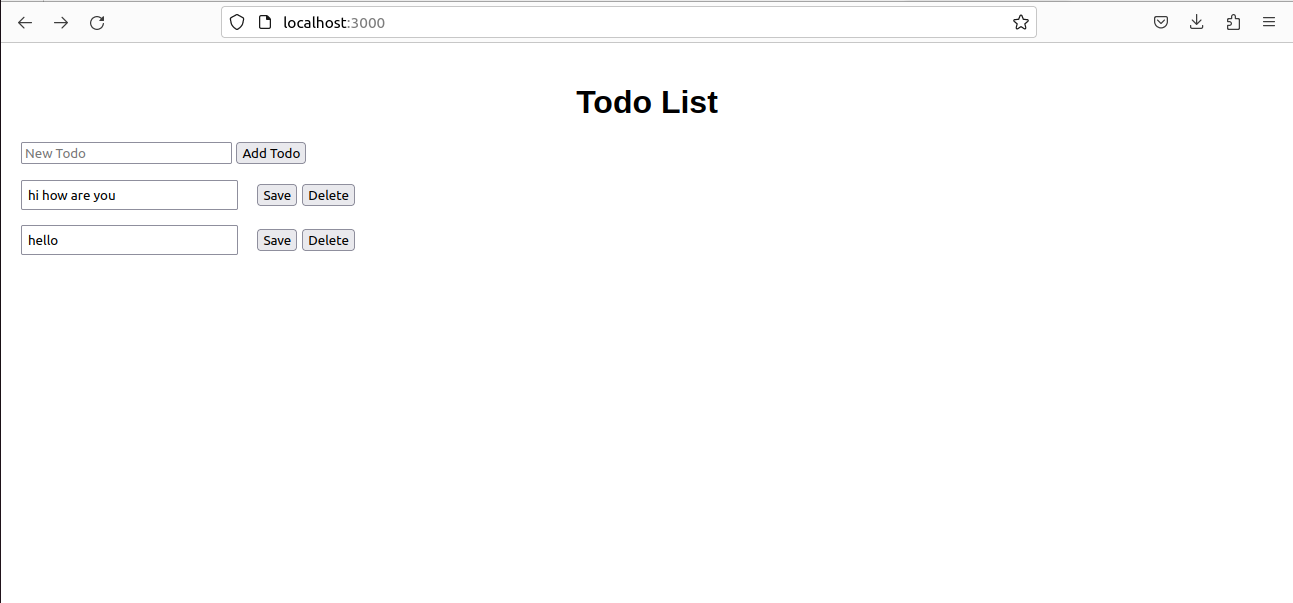 localhost:3000
Todo List
New Todo Add Todo
hi how are you Save Delete
hello Save Delete